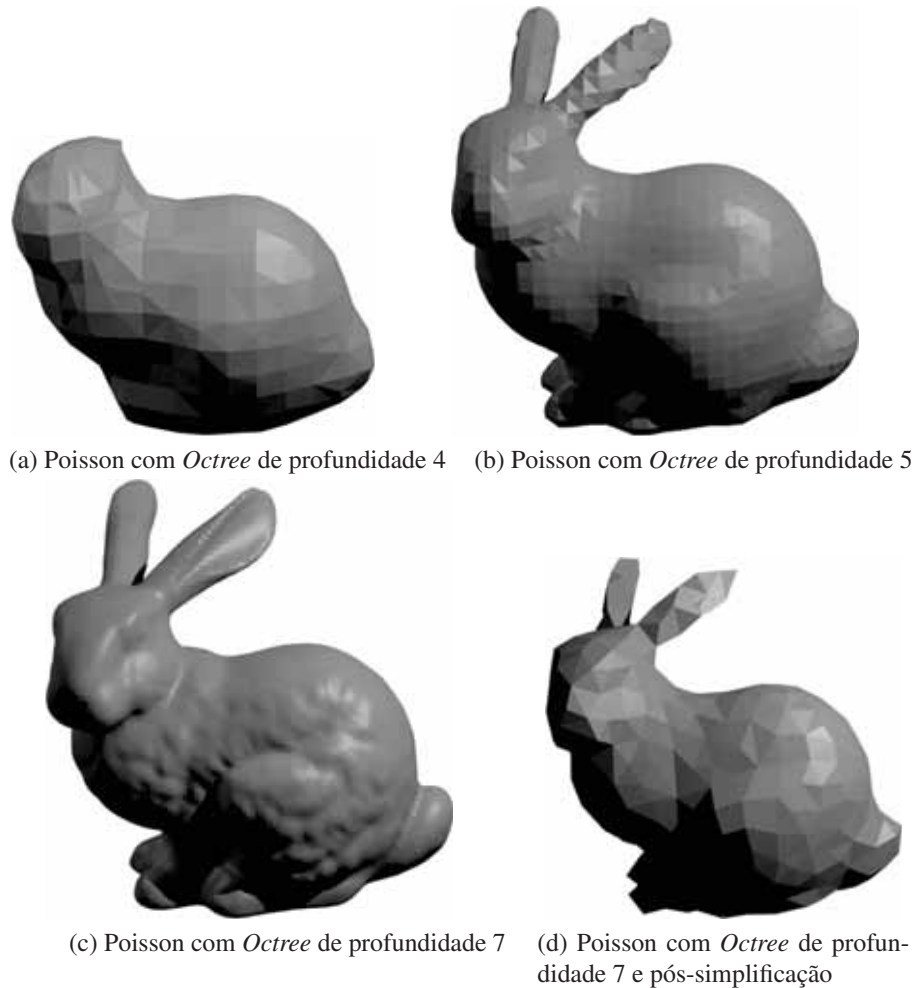 (a) Poisson com Octree de profundidade 4
(b) Poisson com Octree de profundidade 5
(c) Poisson com Octree de profundidade 7
(d) Poisson com Octree de profun-
didade 7 e pós-simplificação